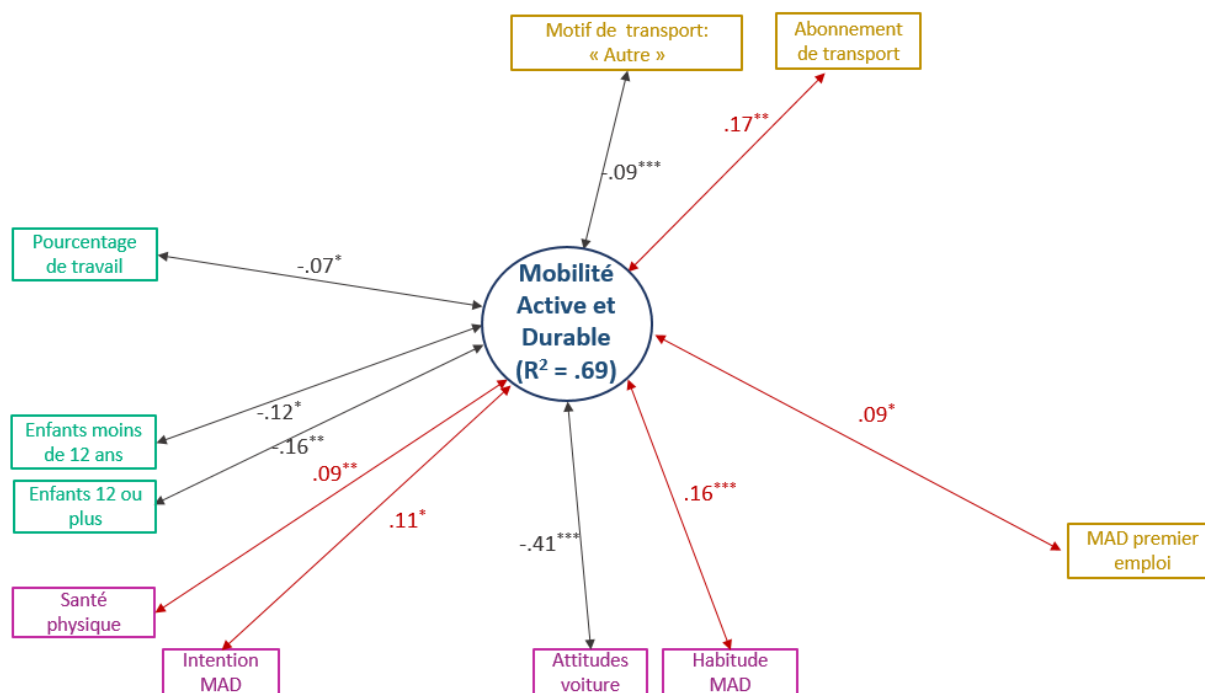 Motif de transport:
« Autre »
Abonnement
de transport
.17**
-.09***
Pourcentage
de travail
-.07*
Mobilité
Active et
Durable
(R² = .69)
Enfants moins
de 12 ans
-.12*
-.16**
.09*
Enfants 12 ou
plus
.09**
.11*
.16***
-.41***
MAD premier
emploi
Santé
physique
Intention
MAD
Attitudes
voiture
Habitude
MAD